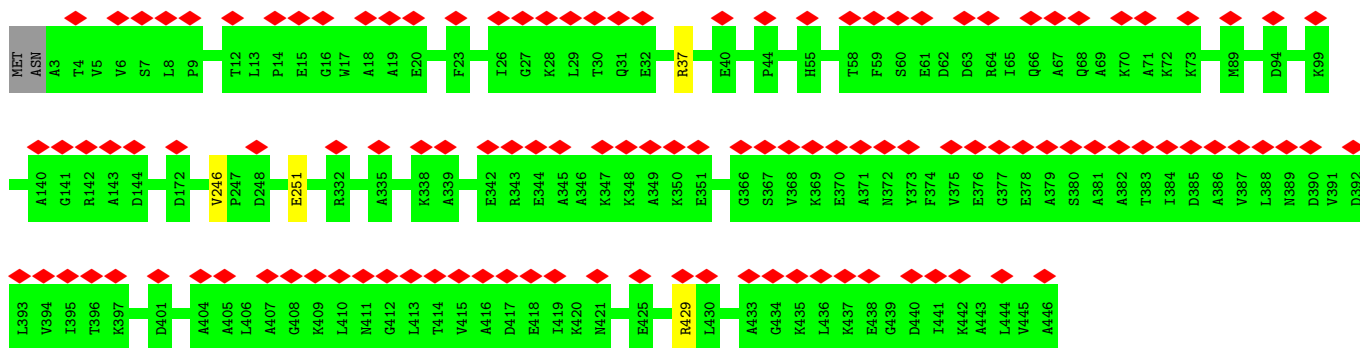 MET ASN A3 T4 V5 V6 S7 L8 P9 T12 L13 P14 E15 G16 W17 A18 A19 E20 F23 I26 G27 K28 L29 T30 Q31 E32 R37 E40 P44 H55 T58 F59 S60 E61 D62 D63 R64 I65 Q66 A67 Q68 A69 K70 A71 K72 K73 M89 D94 K99
A140 G141 R142 A143 D144 D172 V246 P247 D248 E251 R332 A335 K338 A339 E342 R343 E344 A345 A346 K347 K348 A349 K350 E351 G366 S367 V368 K369 E370 A371 N372 Y373 F374 V375 E376 G377 E378 A379 S380 A381 A382 T383 I384 D385 A386 V387 L388 N389 D390 V391 D392
L393 V394 I395 T396 K397 D401 A404 A405 L406 A407 G408 K409 L410 N411 G412 L413 T414 V415 A416 D417 E418 I419 K420 N421 E425 R429 L430 A433 G434 K435 L436 K437 E438 G439 D440 I441 K442 A443 L444 V445 A446